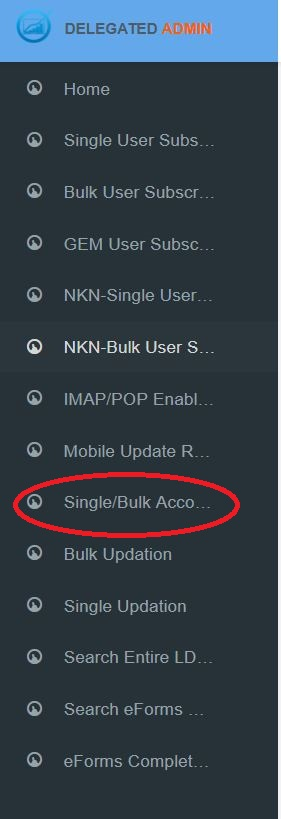 DELEGATED ADMIN
Home
Single User Subs...
Bulk User Subscr...
GEM User Subsc...
NKN-Single User...
NKN-Bulk User S...
IMAP/POP Enabl...
Mobile Update R...
Single/Bulk Acco...
Bulk Updation
Single Updation
Search Entire LD...
Search eForms ...
eForms Complet...